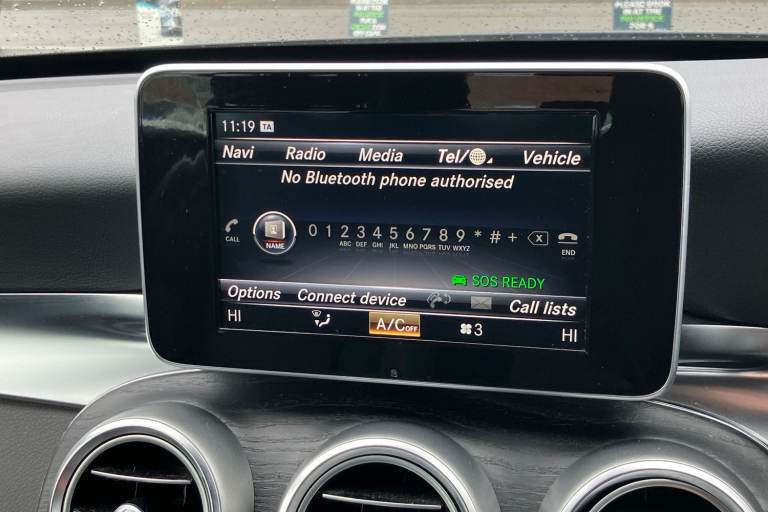 11:19 TA
Navi Radio Media Tel/ Vehicle
No Bluetooth phone authorised
CALL NAME 0 1 2 3 4 5 6 7 8 9 * # + X END
ABC DEF GHI JKL MNO PQRS TUV WXYZ
SOS READY
Options Connect device Call lists
HI A/C OFF 3 HI